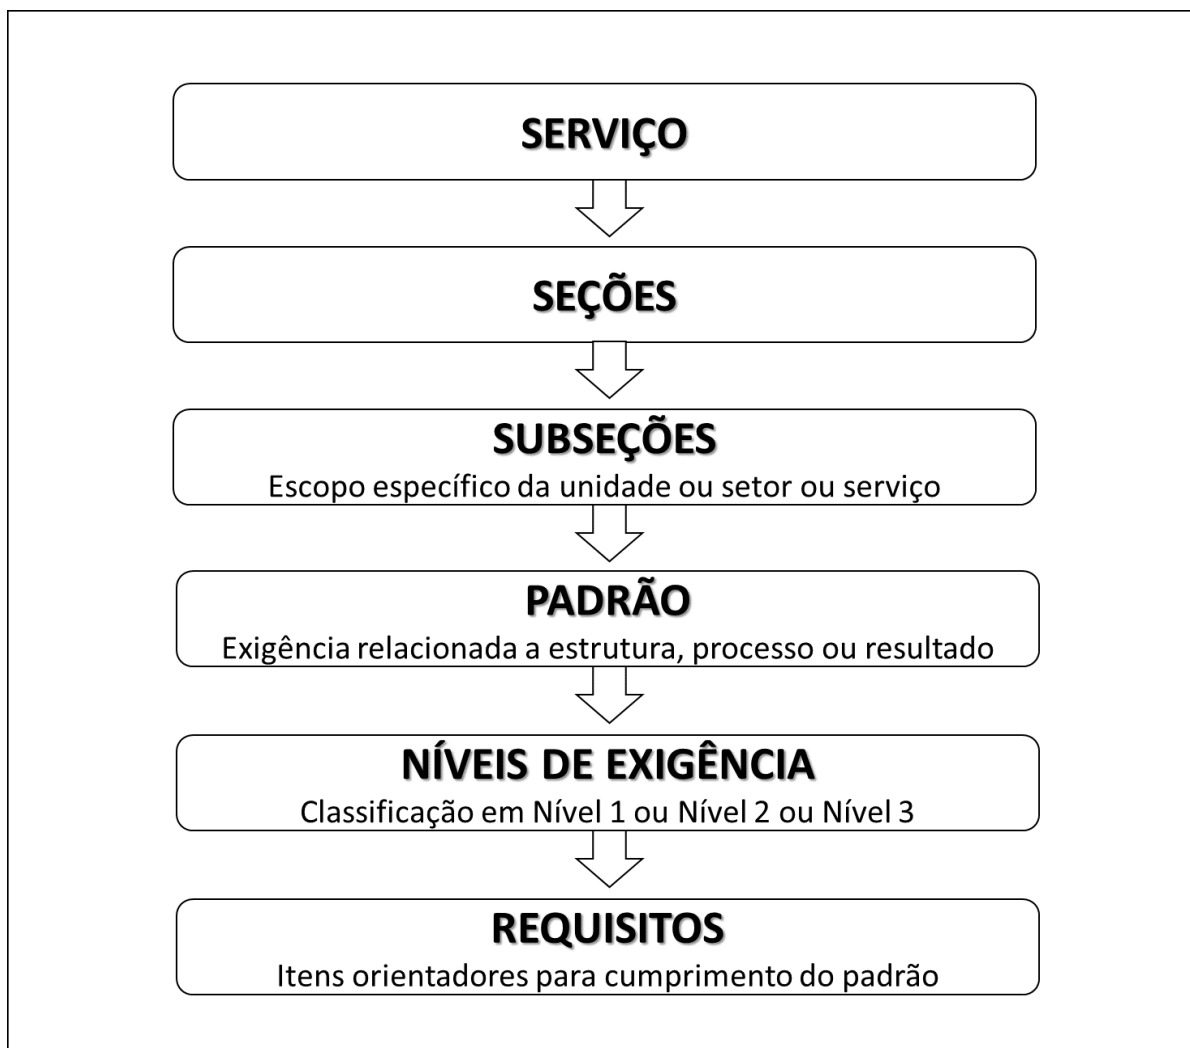 SERVIÇO
SEÇÕES
SUBSEÇÕES
Escopo específico da unidade ou setor ou serviço
PADRÃO
Exigência relacionada a estrutura, processo ou resultado
NÍVEIS DE EXIGÊNCIA
Classificação em Nível 1 ou Nível 2 ou Nível 3
REQUISITOS
Itens orientadores para cumprimento do padrão